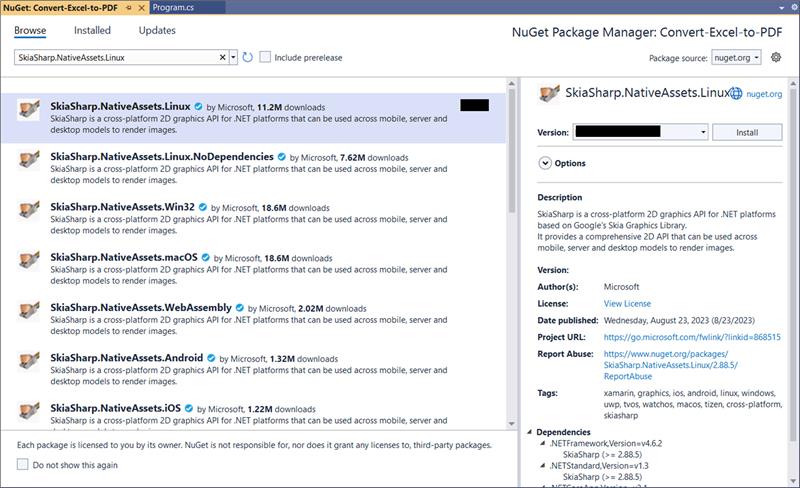 NuGet: Convert-Excel-to-PDF
Program.cs
Browse
Installed
Updates
NuGet Package Manager: Convert-Excel-to-PDF
SkiaSharp.NativeAssets.Linux
Include prerelease
Package source:
nuget.org
SkiaSharp.NativeAssets.Linux by Microsoft, 11.2M downloads
SkiaSharp is a cross-platform 2D graphics API for .NET platforms that can be used across mobile, server and
desktop models to render images.
SkiaSharp.NativeAssets.Linux.NoDependencies by Microsoft, 7.62M downloads
SkiaSharp is a cross-platform 2D graphics API for .NET platforms that can be used across mobile, server and
desktop models to render images.
SkiaSharp.NativeAssets.Win32 by Microsoft, 18.6M downloads
SkiaSharp is a cross-platform 2D graphics API for .NET platforms that can be used across mobile, server and
desktop models to render images.
SkiaSharp.NativeAssets.macOS by Microsoft, 18.6M downloads
SkiaSharp is a cross-platform 2D graphics API for .NET platforms that can be used across mobile, server and
desktop models to render images.
SkiaSharp.NativeAssets.WebAssembly by Microsoft, 2.02M downloads
SkiaSharp is a cross-platform 2D graphics API for .NET platforms that can be used across mobile, server and
desktop models to render images.
SkiaSharp.NativeAssets.Android by Microsoft, 1.32M downloads
SkiaSharp is a cross-platform 2D graphics API for .NET platforms that can be used across mobile, server and
desktop models to render images.
SkiaSharp.NativeAssets.iOS by Microsoft, 1.22M downloads
SkiaSharp is a cross-platform 2D graphics API for .NET platforms that can be used across mobile, server and
Each package is licensed to you by its owner. NuGet is not responsible for, nor does it grant any licenses to, third-party packages.
Do not show this again
SkiaSharp.NativeAssets.Linux
nuget.org
Version:
Install
Options
Description
SkiaSharp is a cross-platform 2D graphics API for .NET platforms
based on Google's Skia Graphics Library.
It provides a comprehensive 2D API that can be used across
mobile, server and desktop models to render images.
Version:
Author(s): Microsoft
License: View License
Date published: Wednesday, August 23, 2023 (8/23/2023)
Project URL: https://go.microsoft.com/fwlink/?linkid=868515
Report Abuse: https://www.nuget.org/packages/
SkiaSharp.NativeAssets.Linux/2.88.5/
ReportAbuse
Tags: xamarin, graphics, ios, android, linux, windows,
uwp, tvos, watchos, macos, tizen, cross-platform,
skiasharp
Dependencies
.NETFramework,Version=v4.6.2
SkiaSharp (>= 2.88.5)
.NETStandard,Version=v1.3
SkiaSharp (>= 2.88.5)